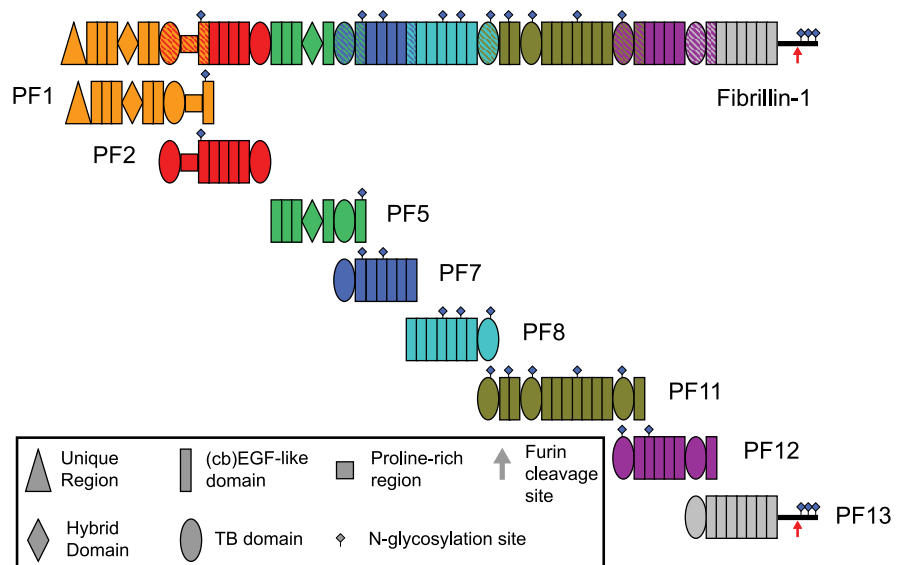 Fibrillin-1
PF1
PF2
PF5
PF7
PF8
PF11
PF12
PF13
Unique
Region
(cb)EGF-like
domain
Proline-rich
region
Furin
cleavage
site
Hybrid
Domain
TB domain
N-glycosylation site